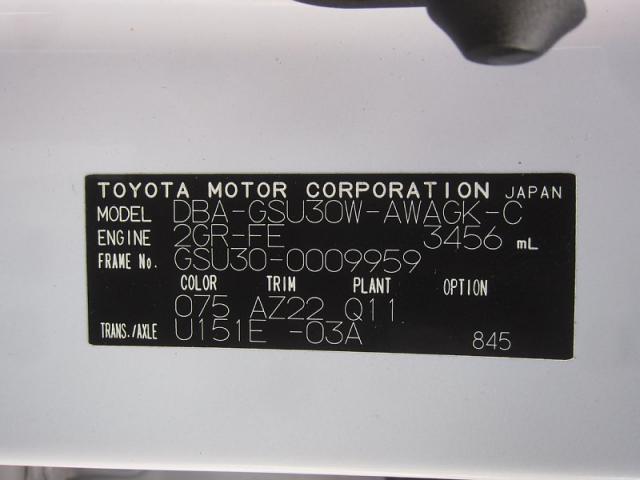 TOYOTA MOTOR CORPORATION JAPAN
MODEL DBA-GSU30W-AWAGK-C
ENGINE 2GR-FE 3456 mL
FRAME No. GSU30-0009959
COLOR TRIM PLANT OPTION
075 AZ22 Q11
TRANS./AXLE U151E -03A 845